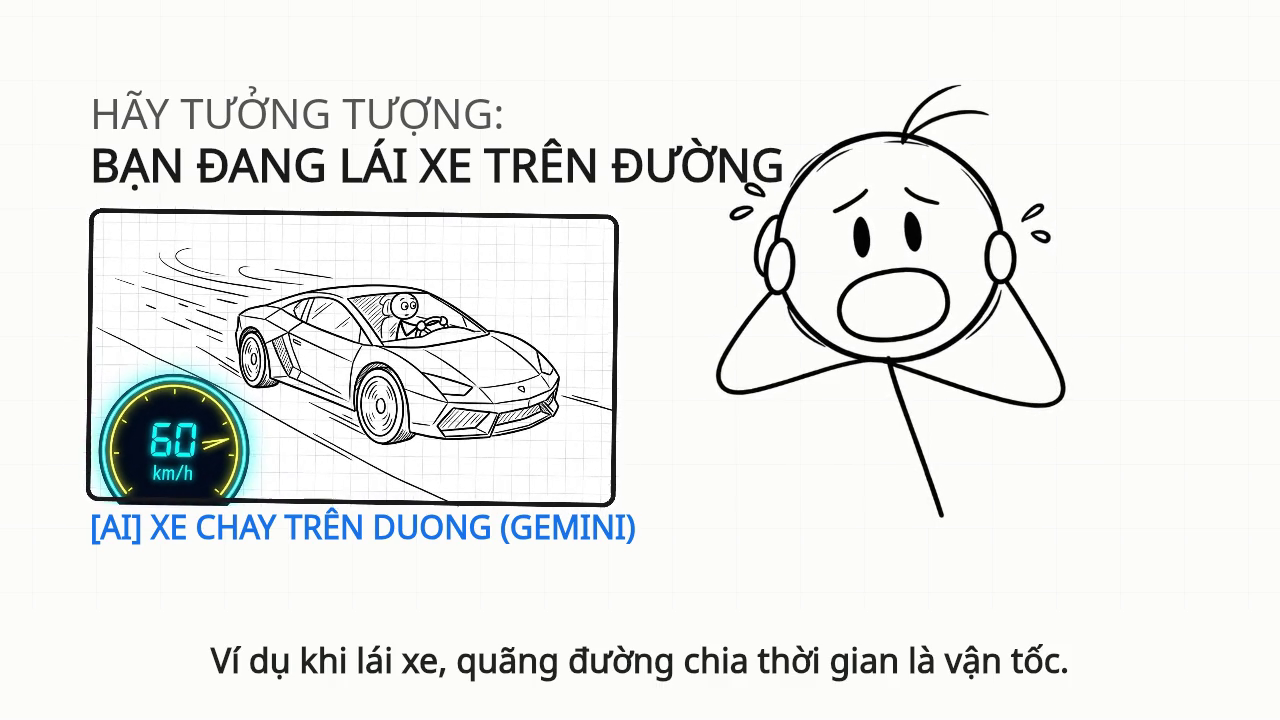 HÃY TƯỞNG TƯỢNG:
BẠN ĐANG LÁI XE TRÊN ĐƯỜNG
60
km/h
[AI] XE CHAY TRÊN DUONG (GEMINI)
Ví dụ khi lái xe, quãng đường chia thời gian là vận tốc.